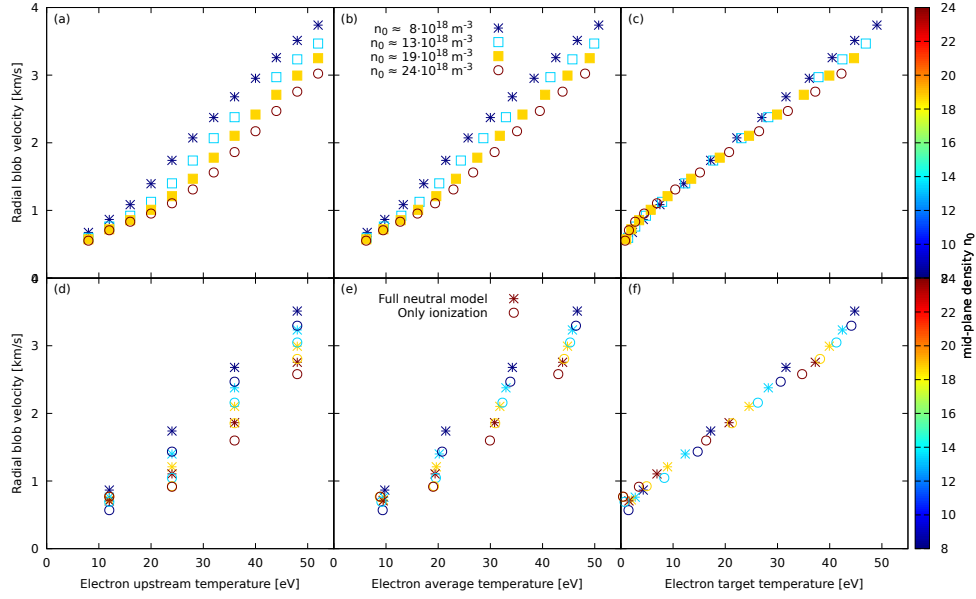 (a)
(b)
(c)
n₀ ≈ 8·10¹⁸ m⁻³
n₀ ≈ 13·10¹⁸ m⁻³
n₀ ≈ 19·10¹⁸ m⁻³
n₀ ≈ 24·10¹⁸ m⁻³
Radial blob velocity [km/s]
4
3
2
1
0
24
22
20
18
16
14
12
10
8
mid-plane density n₀
(d)
(e)
(f)
Full neutral model
Only ionization
Radial blob velocity [km/s]
4
3
2
1
0
24
22
20
18
16
14
12
10
8
0 10 20 30 40 50
0 10 20 30 40 50
0 10 20 30 40 50
Electron upstream temperature [eV]
Electron average temperature [eV]
Electron target temperature [eV]